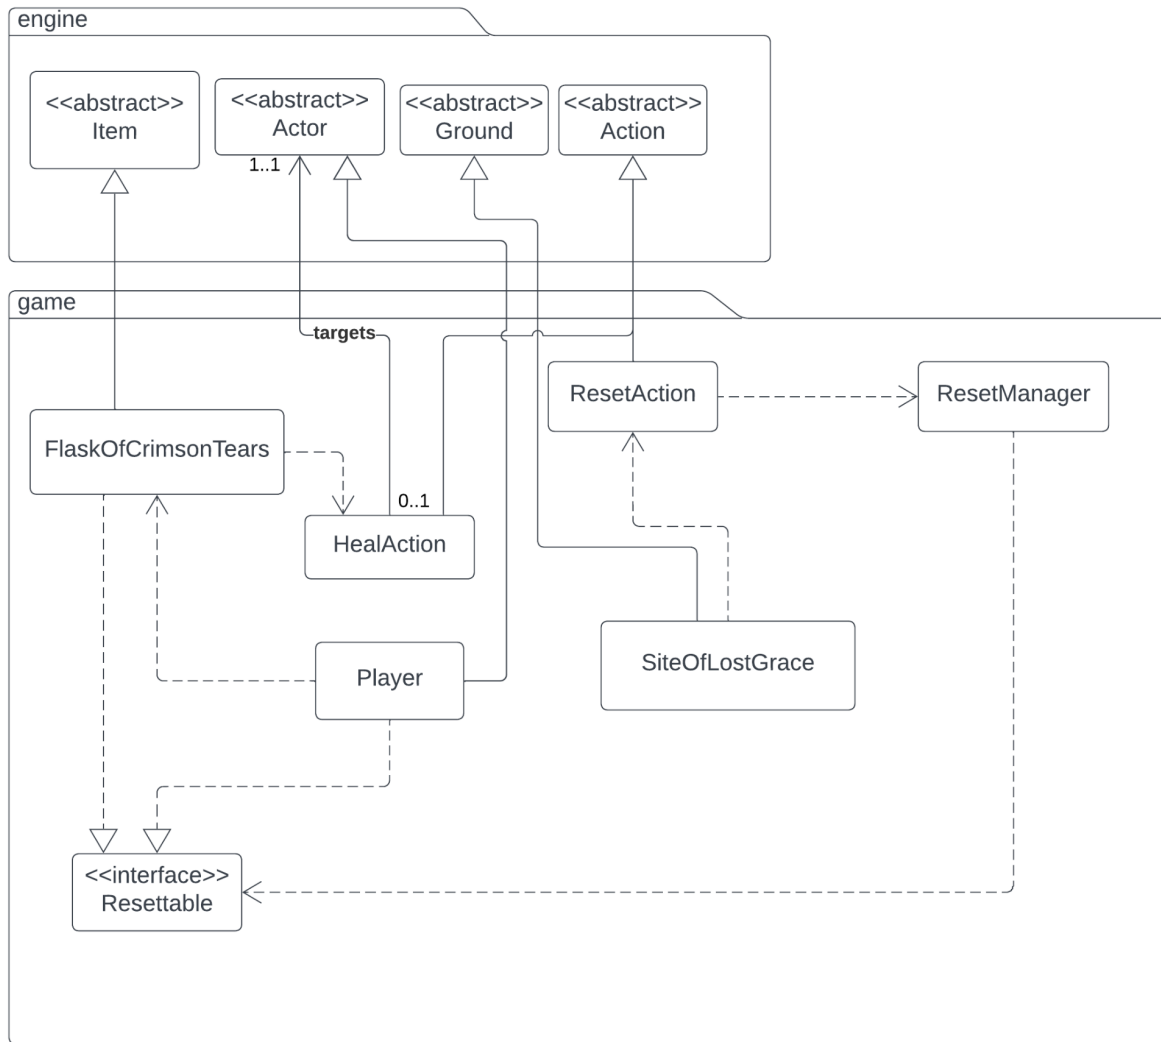 engine
<<abstract>>
Item
<<abstract>>
Actor
<<abstract>>
Ground
<<abstract>>
Action
1..1
game
targets
ResetAction
ResetManager
FlaskOfCrimsonTears
0..1
HealAction
SiteOfLostGrace
Player
<<interface>>
Resettable